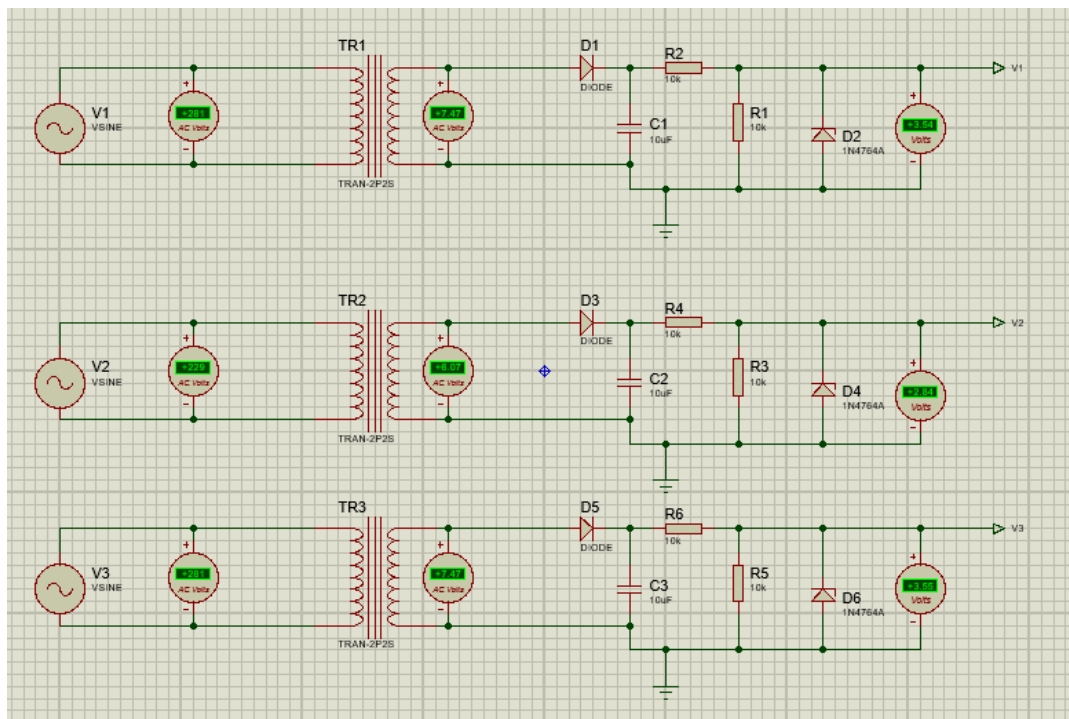 TR1
D1
R2
V1
DIODE
10k
V1
VSINE
+281
AC Volts
+7.47
AC Volts
C1
10uF
R1
10k
D2
1N4764A
+3.54
Volts
TRAN-2P2S
TR2
D3
R4
V2
DIODE
10k
V2
VSINE
+229
AC Volts
+6.07
AC Volts
C2
10uF
R3
10k
D4
1N4764A
+2.84
Volts
TRAN-2P2S
TR3
D5
R6
V3
DIODE
10k
V3
VSINE
+281
AC Volts
+7.47
AC Volts
C3
10uF
R5
10k
D6
1N4764A
+3.55
Volts
TRAN-2P2S